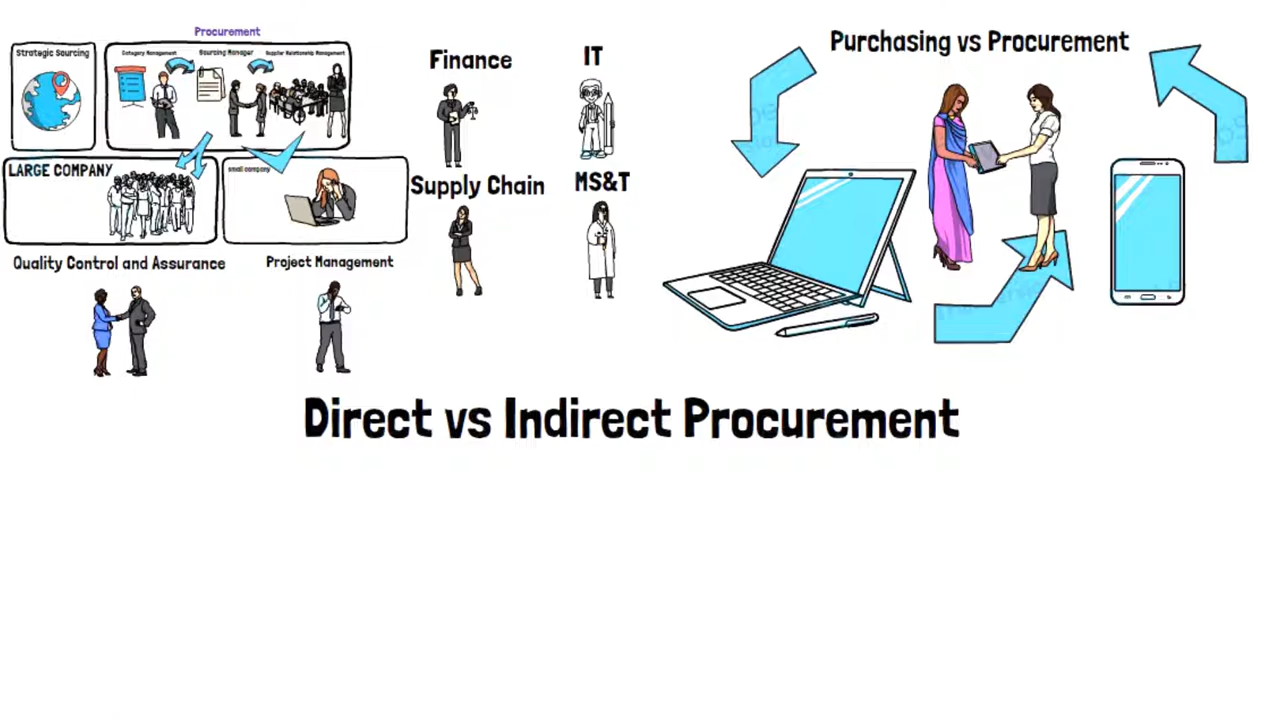 Procurement
Strategic Sourcing
Category Management
Sourcing Manager
Supplier Relationship Management
LARGE COMPANY
small company
Quality Control and Assurance
Project Management
Finance
IT
Supply Chain
MS&T
Purchasing vs Procurement
Direct vs Indirect Procurement